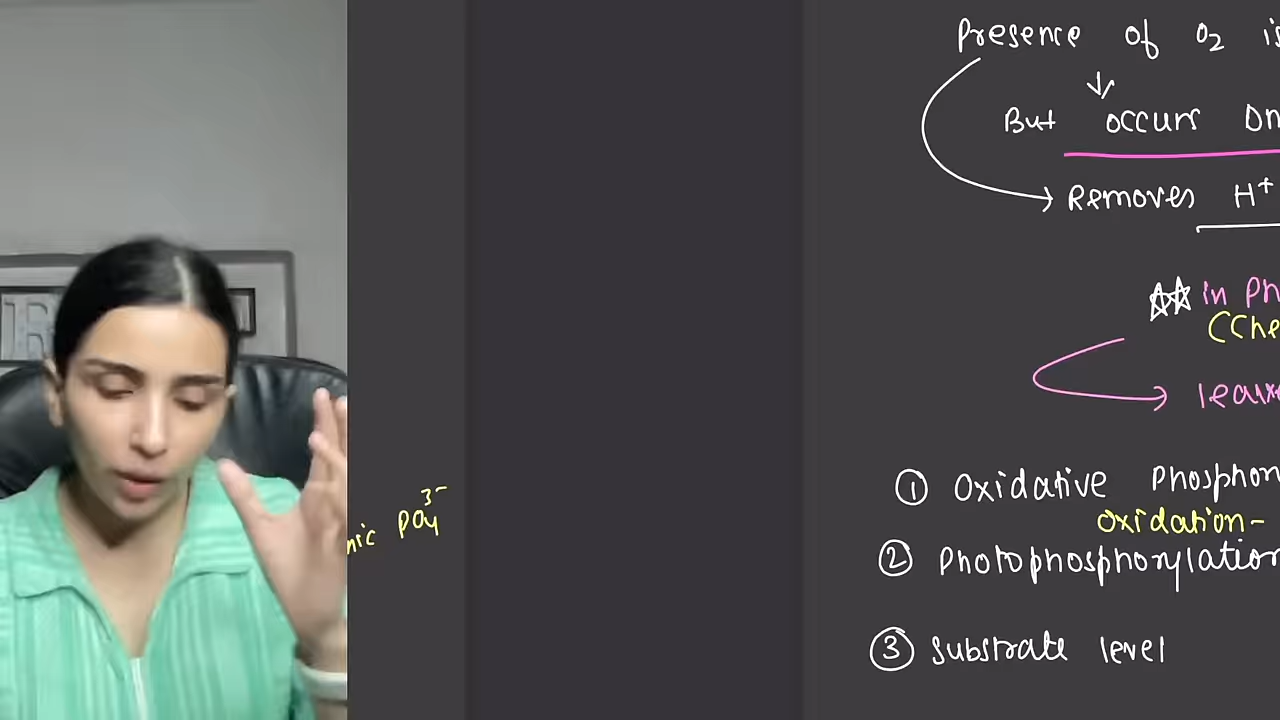 Presence of O2 is
But occurs On
Removes H+
in Ph
(Che
leave
3-
nic PO4
① Oxidative Phosphor
oxidation-
② Photophosphorylation
③ Substrate level